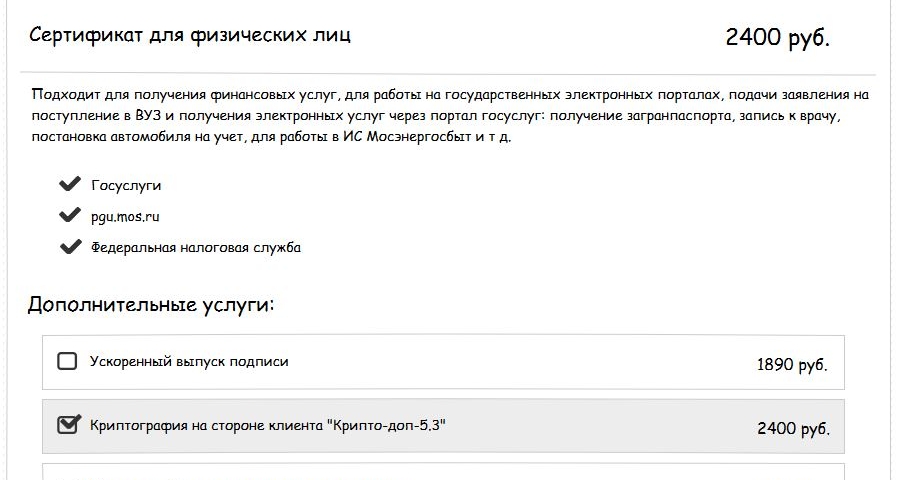 Сертификат для физических лиц 2400 руб.
Подходит для получения финансовых услуг, для работы на государственных электронных порталах, подачи заявления на
поступление в ВУЗ и получения электронных услуг через портал госуслуг: получение загранпаспорта, запись к врачу,
постановка автомобиля на учет, для работы в ИС Мосэнергосбыт и т д.
Госуслуги
pgu.mos.ru
Федеральная налоговая служба
Дополнительные услуги:
Ускоренный выпуск подписи 1890 руб.
Криптография на стороне клиента "Крипто-доп-5.3" 2400 руб.